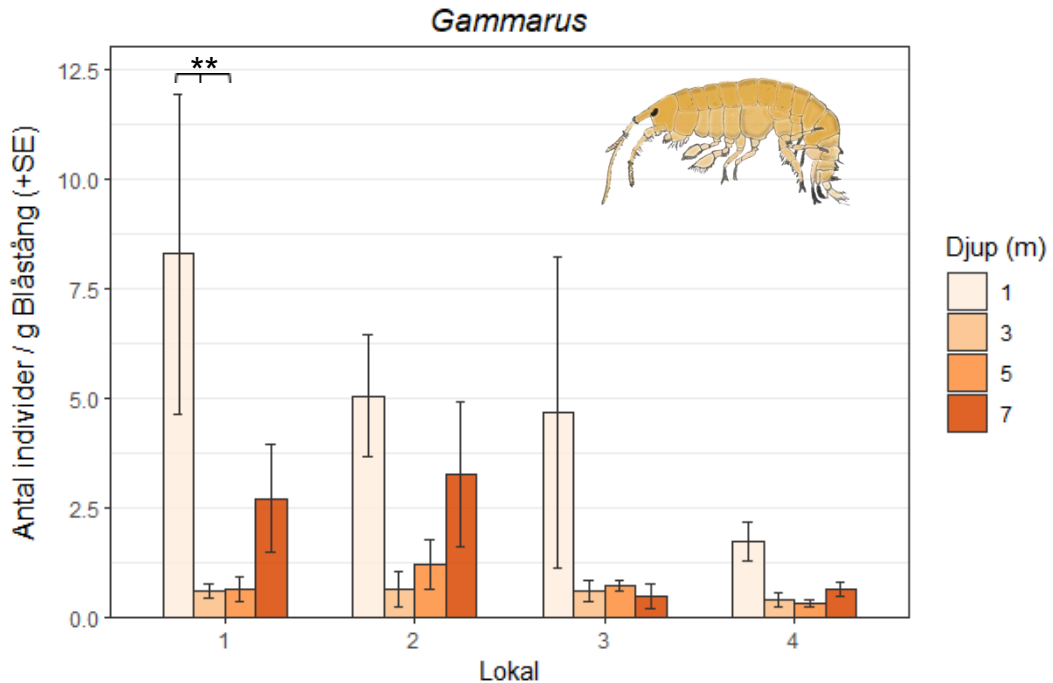 Gammarus
**
12.5
10.0
7.5
5.0
2.5
0.0
Antal individer / g Blåstång (+SE)
1 2 3 4
Lokal
Djup (m)
1
3
5
7